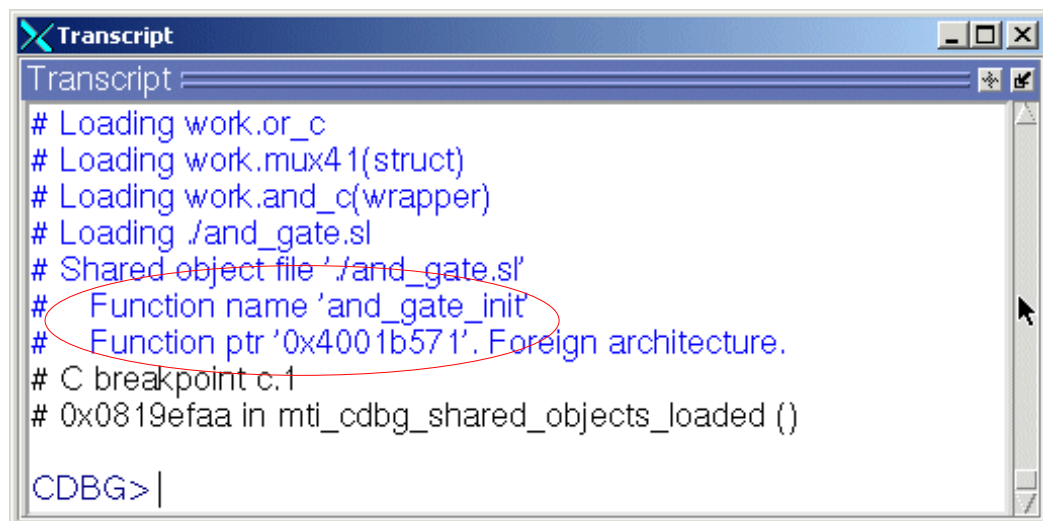 Transcript
Transcript
# Loading work.or_c
# Loading work.mux41(struct)
# Loading work.and_c(wrapper)
# Loading ./and_gate.sl
# Shared object file './and_gate.sl'
#    Function name 'and_gate_init'
#    Function ptr '0x4001b571'. Foreign architecture.
# C breakpoint c.1
# 0x0819efaa in mti_cdbg_shared_objects_loaded ()
CDBG>